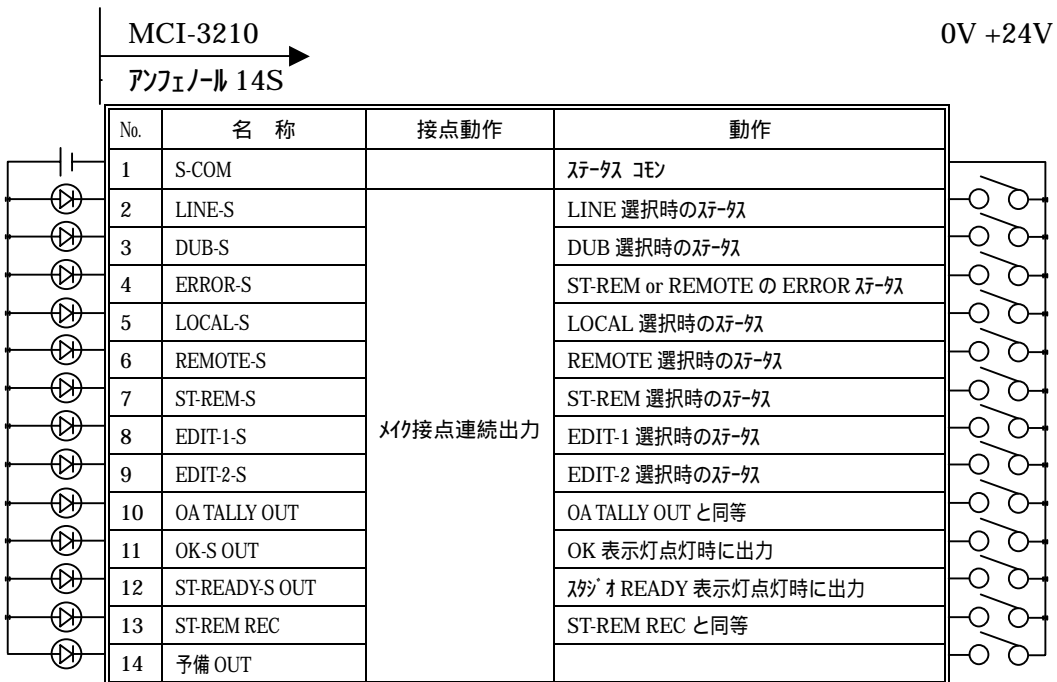 MCI-3210 0V +24V
ｱﾝﾌｪﾉｰﾙ 14S
No. 名 称 接点動作 動作
1 S-COM ｽﾃｰﾀｽ ｺﾓﾝ
2 LINE-S LINE 選択時のｽﾃｰﾀｽ
3 DUB-S DUB 選択時のｽﾃｰﾀｽ
4 ERROR-S ST-REM or REMOTE の ERROR ｽﾃｰﾀｽ
5 LOCAL-S LOCAL 選択時のｽﾃｰﾀｽ
6 REMOTE-S REMOTE 選択時のｽﾃｰﾀｽ
7 ST-REM-S ST-REM 選択時のｽﾃｰﾀｽ
8 EDIT-1-S ﾒｲｸ接点連続出力 EDIT-1 選択時のｽﾃｰﾀｽ
9 EDIT-2-S EDIT-2 選択時のｽﾃｰﾀｽ
10 OA TALLY OUT OA TALLY OUT と同等
11 OK-S OUT OK 表示灯点灯時に出力
12 ST-READY-S OUT ｽﾀｼﾞｵ READY 表示灯点灯時に出力
13 ST-REM REC ST-REM REC と同等
14 予備 OUT